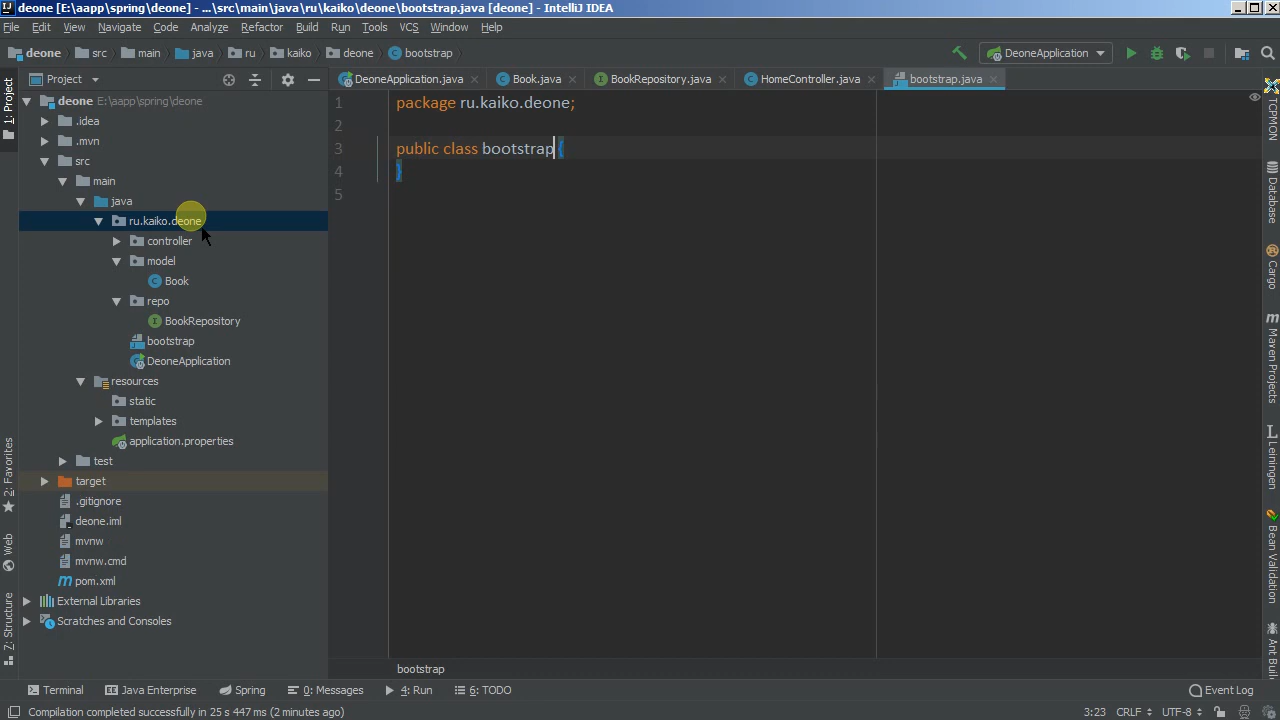 deone [E:\aapp\spring\deone] - ...\src\main\java\ru\kaiko\deone\bootstrap.java [deone] - IntelliJ IDEA
File Edit View Navigate Code Analyze Refactor Build Run Tools VCS Window Help
deone src main java ru kaiko deone bootstrap DeoneApplication
1: Project
Project
DeoneApplication.java Book.java BookRepository.java HomeController.java bootstrap.java
deone E:\aapp\spring\deone
.idea
.mvn
src
main
java
ru.kaiko.deone
controller
model
Book
repo
BookRepository
bootstrap
DeoneApplication
resources
static
templates
application.properties
test
target
.gitignore
deone.iml
mvnw
mvnw.cmd
pom.xml
External Libraries
Scratches and Consoles
1 package ru.kaiko.deone;
2
3 public class bootstrap {
4 }
5
bootstrap
2: Favorites
Web
Z: Structure
TCPMON
Database
Cargo
Maven Projects
Leiningen
Bean Validation
Ant Build
Terminal Java Enterprise Spring 0: Messages 4: Run 6: TODO Event Log
Compilation completed successfully in 25 s 447 ms (2 minutes ago) 3:23 CRLF UTF-8